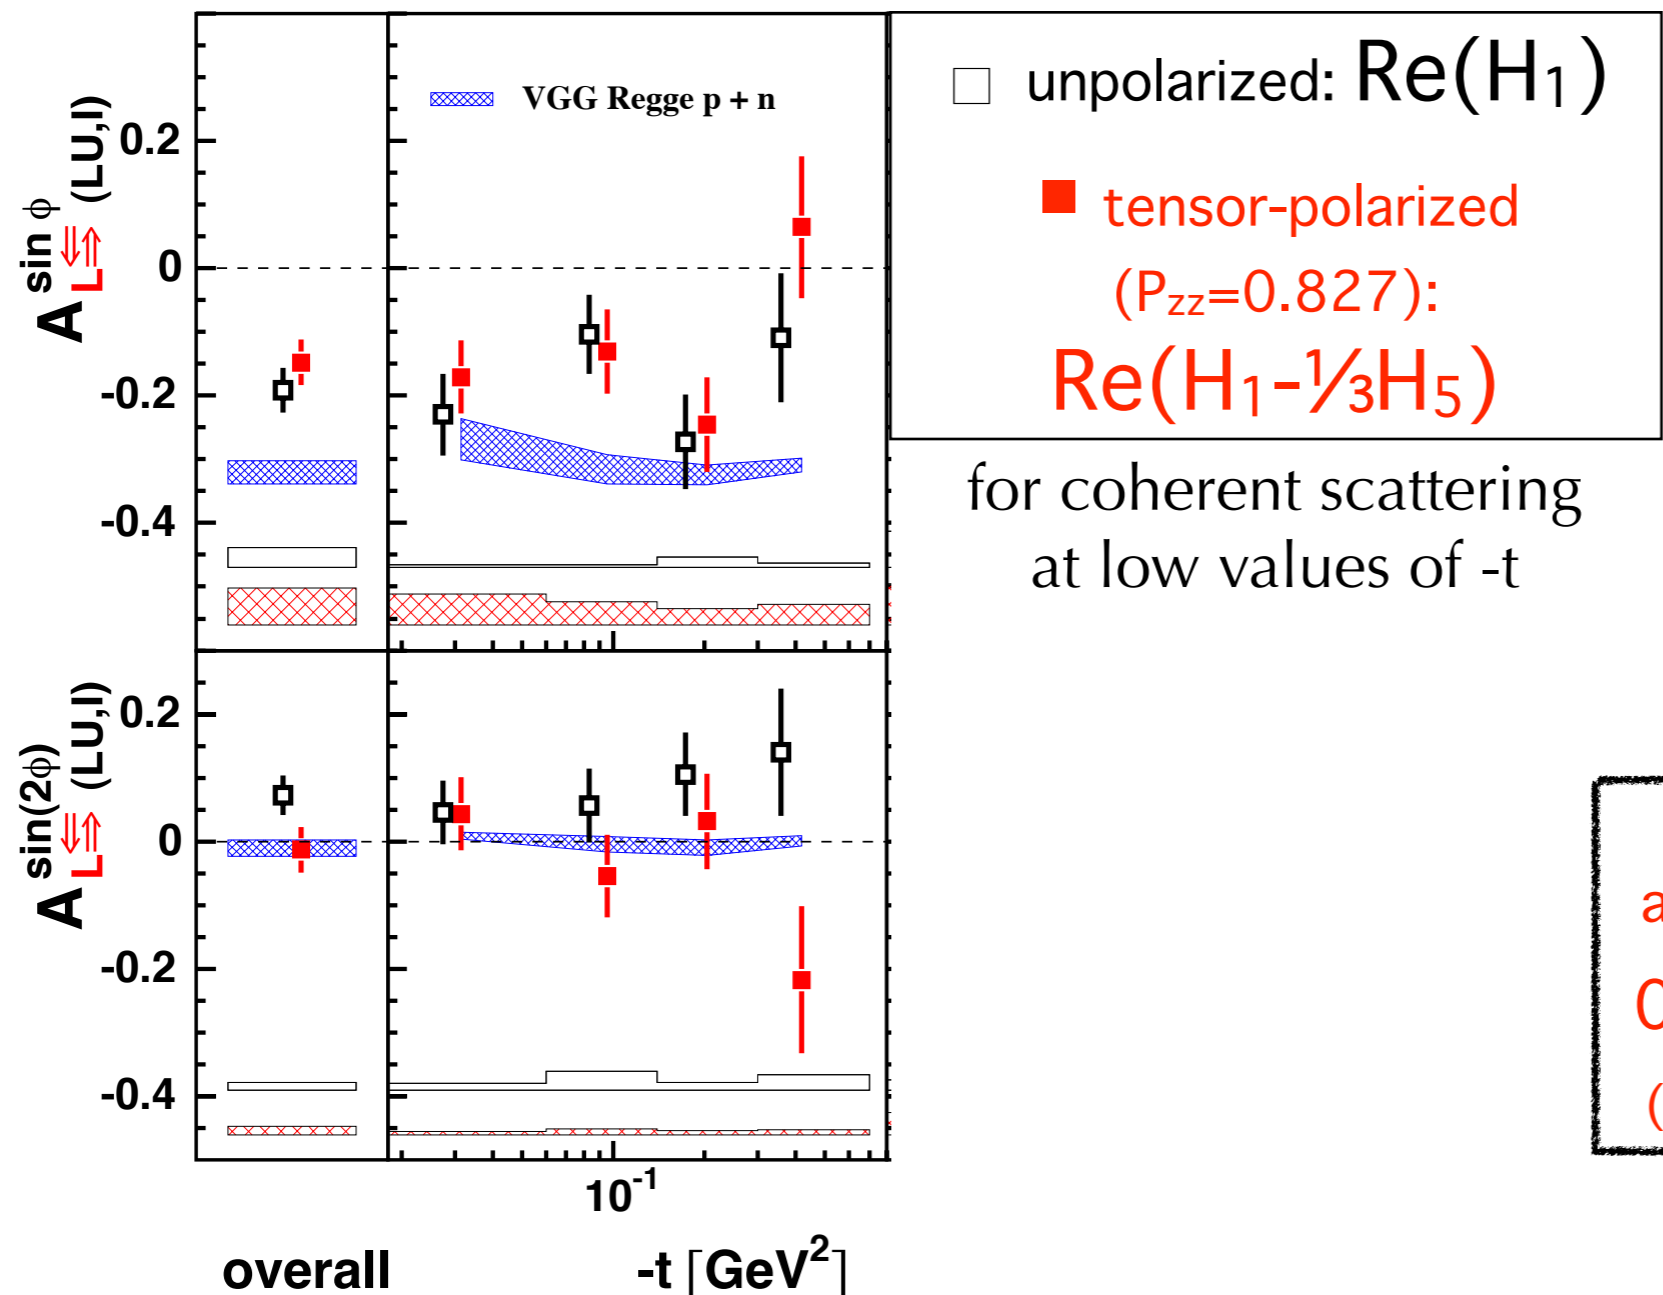 A sin ϕ L⇓⇑ (LU,I)
0.2
0
-0.2
-0.4
VGG Regge p + n
□ unpolarized: Re(H₁)
■ tensor-polarized
(Pzz=0.827):
Re(H₁-⅓H₅)
for coherent scattering
at low values of -t
A sin(2ϕ) L⇓⇑ (LU,I)
0.2
0
-0.2
-0.4
10⁻¹
overall
-t [GeV²]
a
(